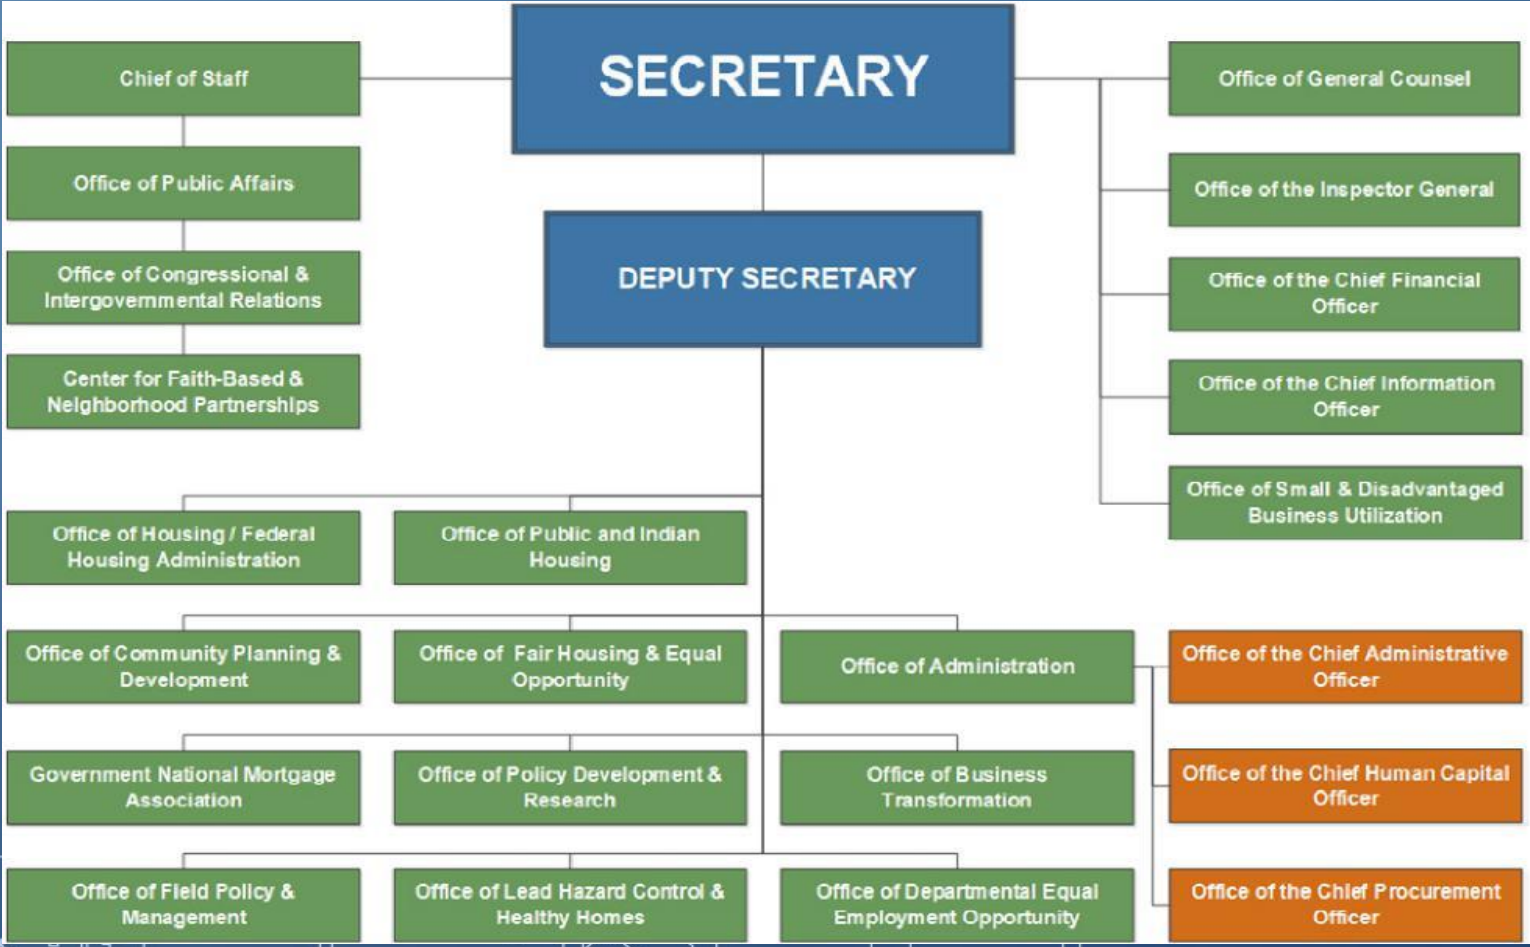 SECRETARY
Chief of Staff
Office of Public Affairs
Office of Congressional &
Intergovernmental Relations
Center for Faith-Based &
Neighborhood Partnerships
DEPUTY SECRETARY
Office of General Counsel
Office of the Inspector General
Office of the Chief Financial
Officer
Office of the Chief Information
Officer
Office of Small & Disadvantaged
Business Utilization
Office of Housing / Federal
Housing Administration
Office of Public and Indian
Housing
Office of Community Planning &
Development
Office of Fair Housing & Equal
Opportunity
Office of Administration
Office of the Chief Administrative
Officer
Government National Mortgage
Association
Office of Policy Development &
Research
Office of Business
Transformation
Office of the Chief Human Capital
Officer
Office of Field Policy &
Management
Office of Lead Hazard Control &
Healthy Homes
Office of Departmental Equal
Employment Opportunity
Office of the Chief Procurement
Officer